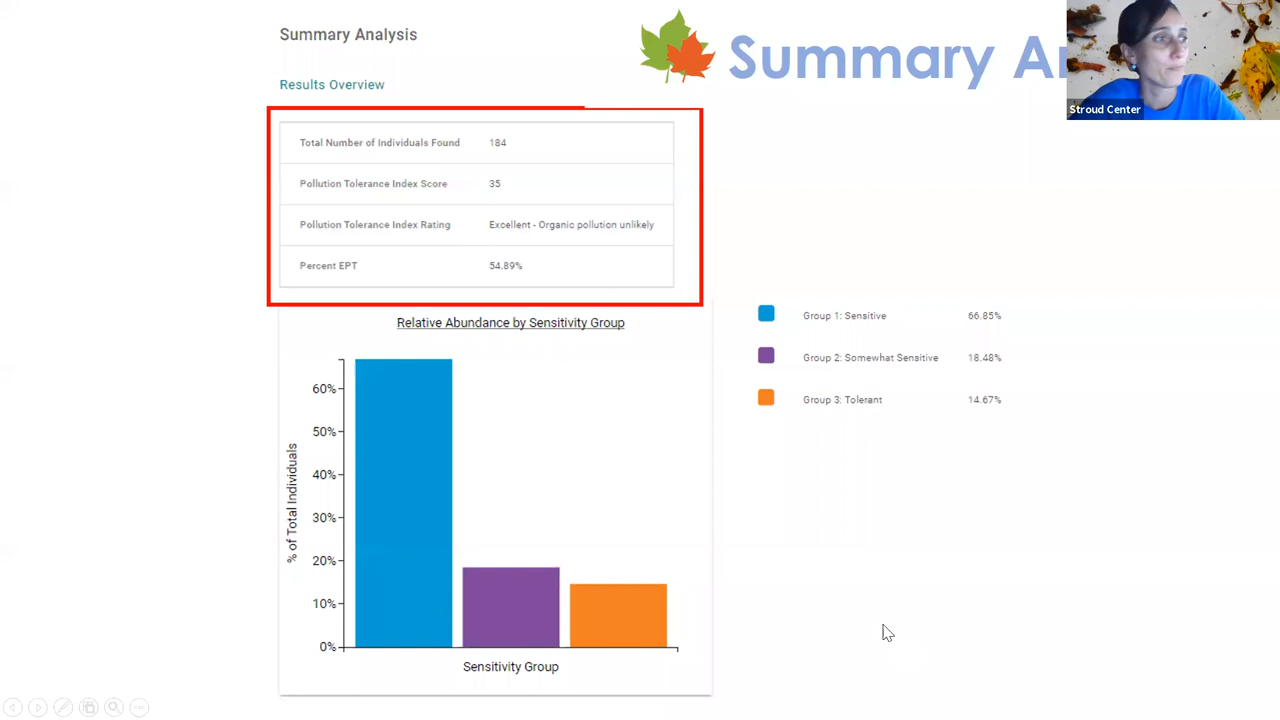 Summary Analysis
Summary An
Stroud Center
Results Overview
Total Number of Individuals Found 184
Pollution Tolerance Index Score 35
Pollution Tolerance Index Rating Excellent - Organic pollution unlikely
Percent EPT 54.89%
Relative Abundance by Sensitivity Group
60%
50%
40%
30%
20%
10%
0%
% of Total Individuals
Sensitivity Group
Group 1: Sensitive 66.85%
Group 2: Somewhat Sensitive 18.48%
Group 3: Tolerant 14.67%